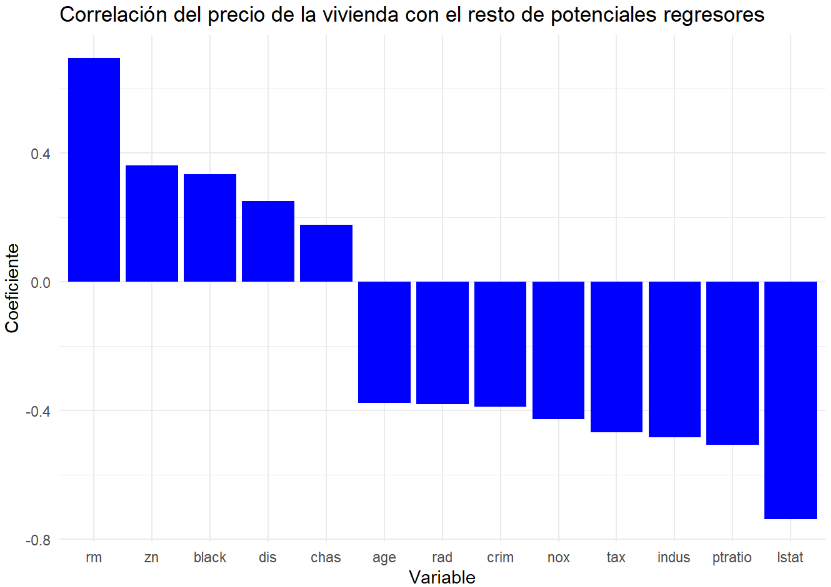 Correlación del precio de la vivienda con el resto de potenciales regresores
Coeficiente
0.4
0.0
-0.4
-0.8
rm zn black dis chas age rad crim nox tax indus ptratio lstat
Variable